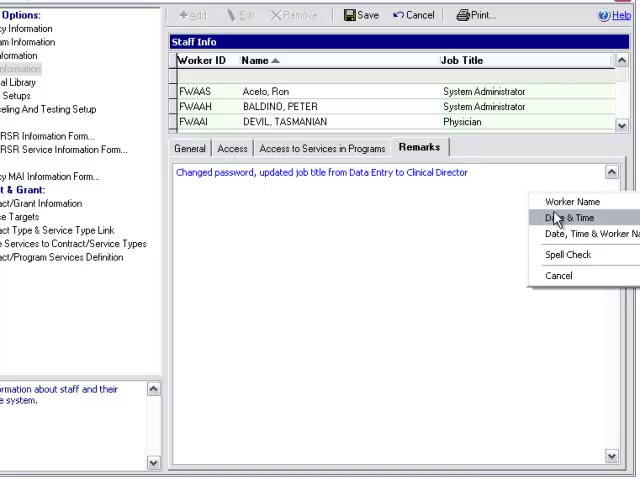 Options:
cy Information
am Information
nformation
nformation
al Library
Setups
eling And Testing Setup
RSR Information Form...
RSR Service Information Form...
cy MAI Information Form...
t & Grant:
act/Grant Information
e Targets
act Type & Service Type Link
e Services to Contract/Service Types
act/Program Services Definition
ormation about staff and their
e system.
Add Edit Remove... Save Cancel Print... Help
Staff Info
Worker ID Name Job Title
FWAAS Aceto, Ron System Administrator
FWAAH BALDINO, PETER System Administrator
FWAAI DEVIL, TASMANIAN Physician
General Access Access to Services in Programs Remarks
Changed password, updated job title from Data Entry to Clinical Director
Worker Name
Date & Time
Date, Time & Worker Na
Spell Check
Cancel